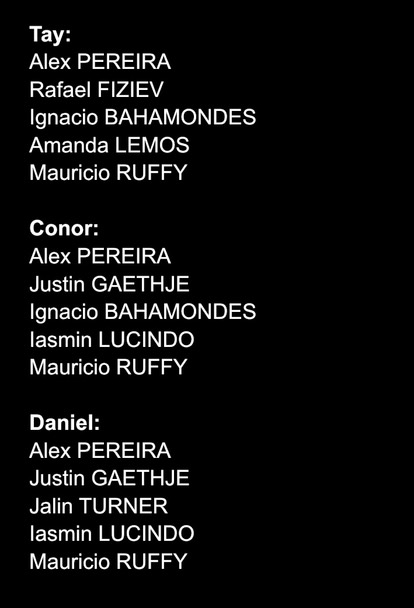 Tay:
Alex PEREIRA
Rafael FIZIEV
Ignacio BAHAMONDES
Amanda LEMOS
Mauricio RUFFY
Conor:
Alex PEREIRA
Justin GAETHJE
Ignacio BAHAMONDES
Iasmin LUCINDO
Mauricio RUFFY
Daniel:
Alex PEREIRA
Justin GAETHJE
Jalin TURNER
Iasmin LUCINDO
Mauricio RUFFY